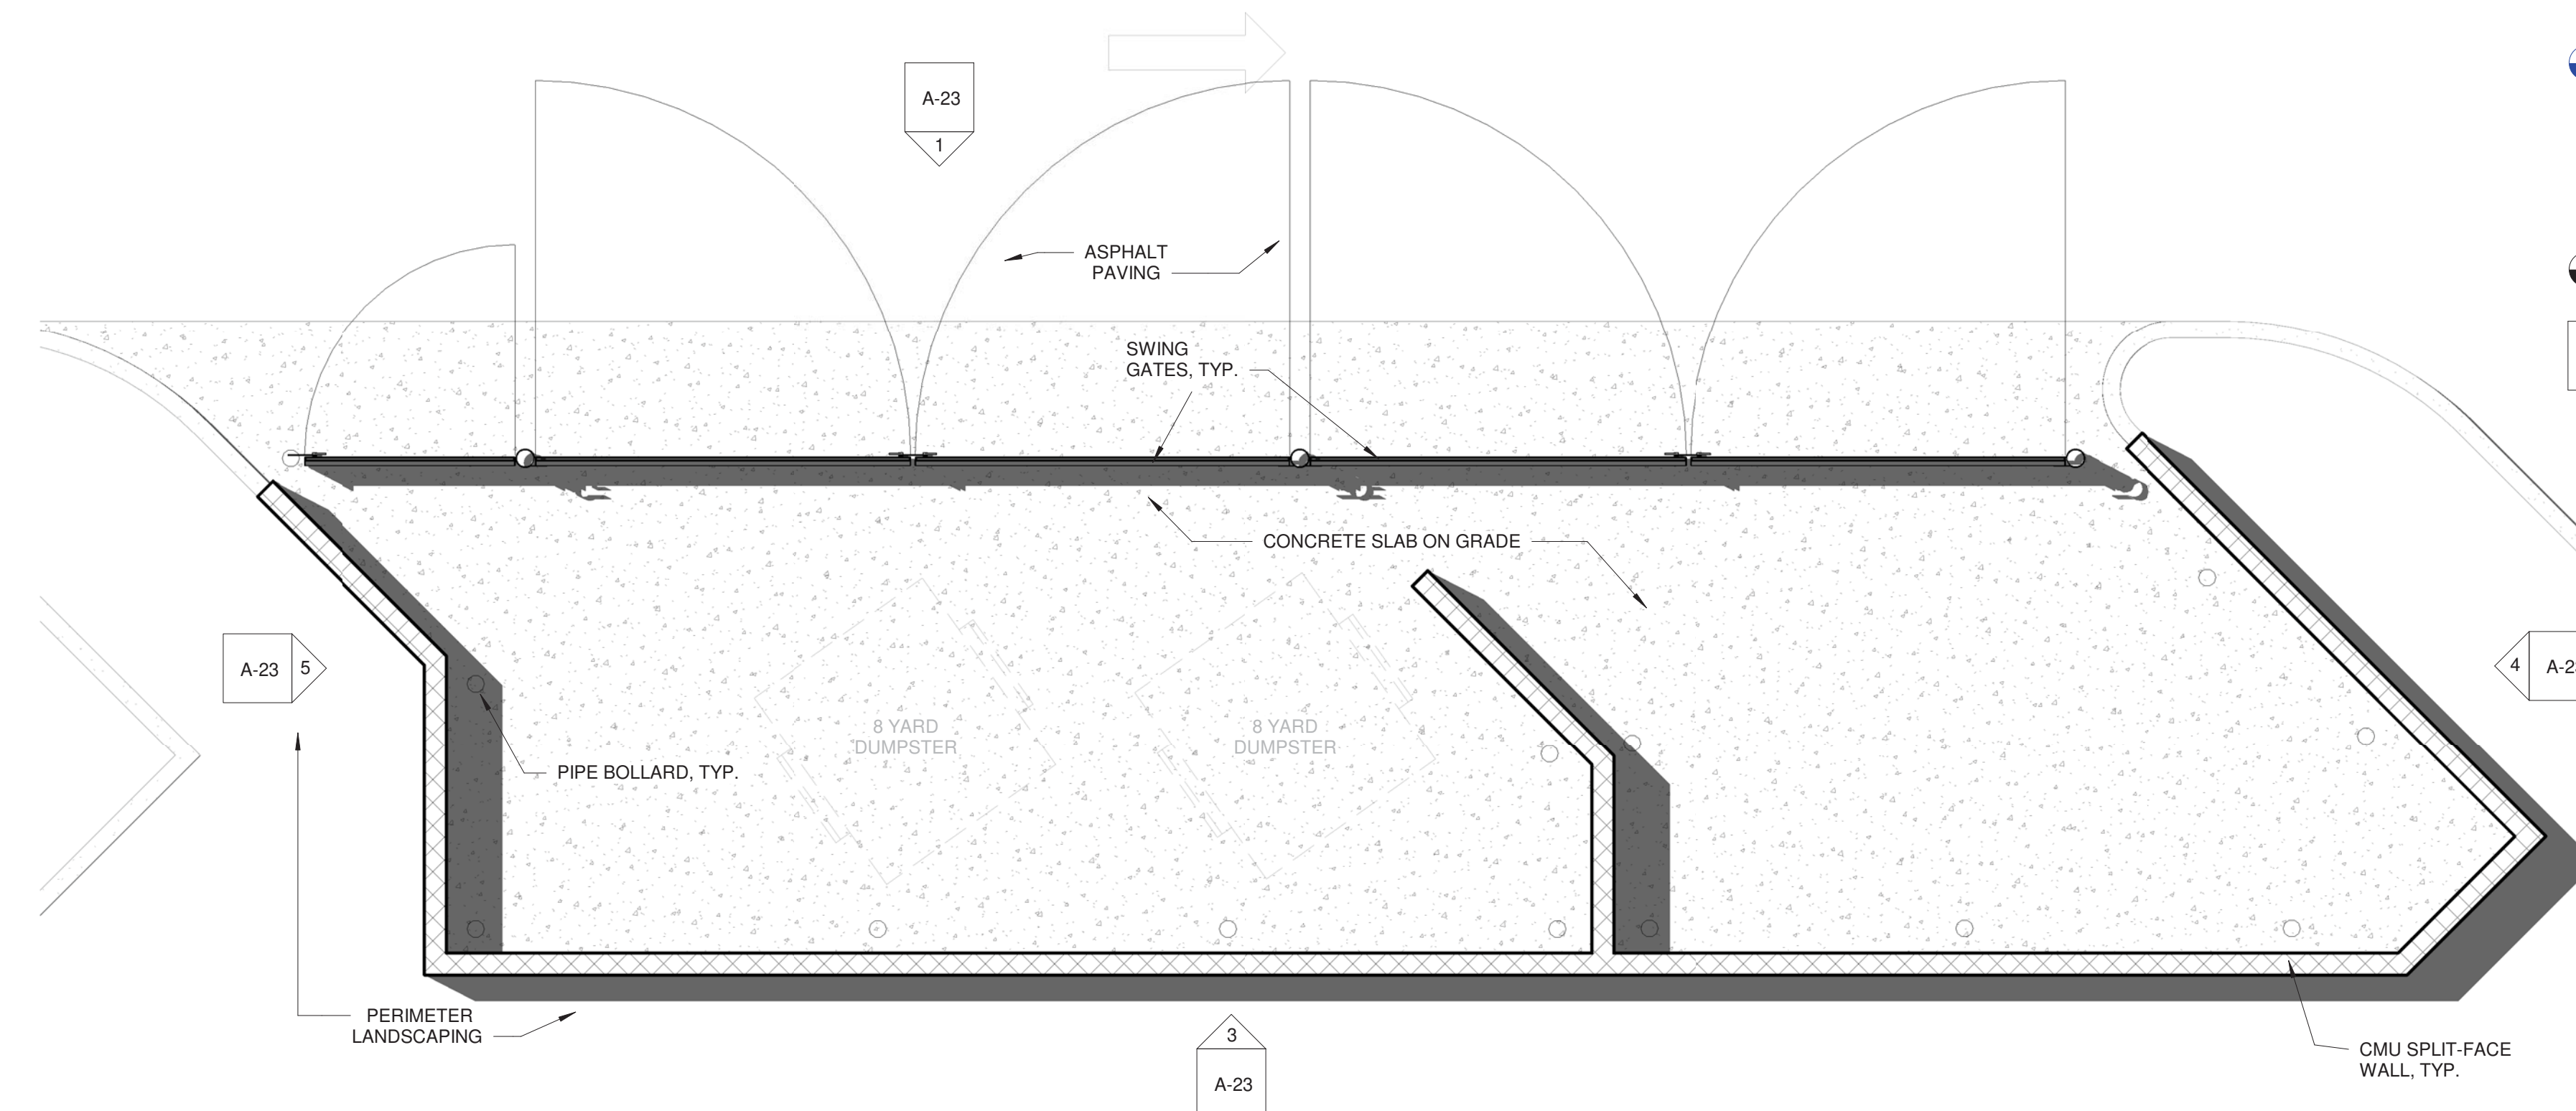 A-23
1
ASPHALT
PAVING
SWING
GATES, TYP.
CONCRETE SLAB ON GRADE
A-23
5
4
8 YARD
DUMPSTER
8 YARD
DUMPSTER
PIPE BOLLARD, TYP.
PERIMETER
LANDSCAPING
3
A-23
CMU SPLIT-FACE
WALL, TYP.